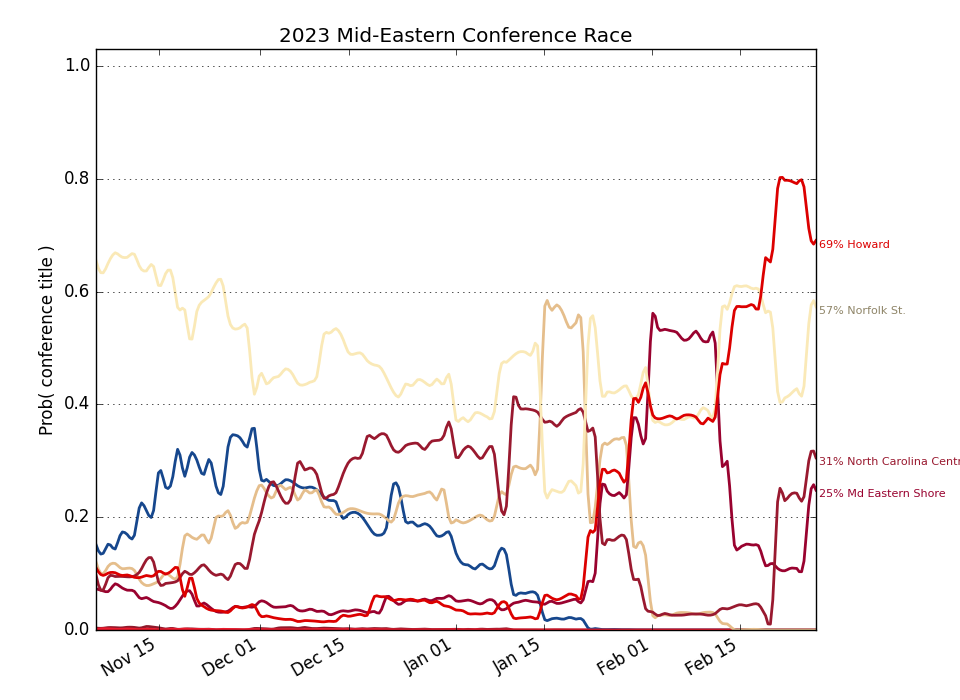 2023 Mid-Eastern Conference Race
Prob( conference title )
1.0
0.8
0.6
0.4
0.2
0.0
Nov 15
Dec 01
Dec 15
Jan 01
Jan 15
Feb 01
Feb 15
69% Howard
57% Norfolk St.
31% North Carolina Centr
25% Md Eastern Shore